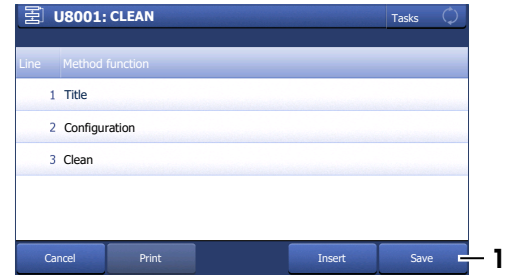 U8001: CLEAN Tasks
Line Method function
1 Title
2 Configuration
3 Clean
Cancel Print Insert Save 1